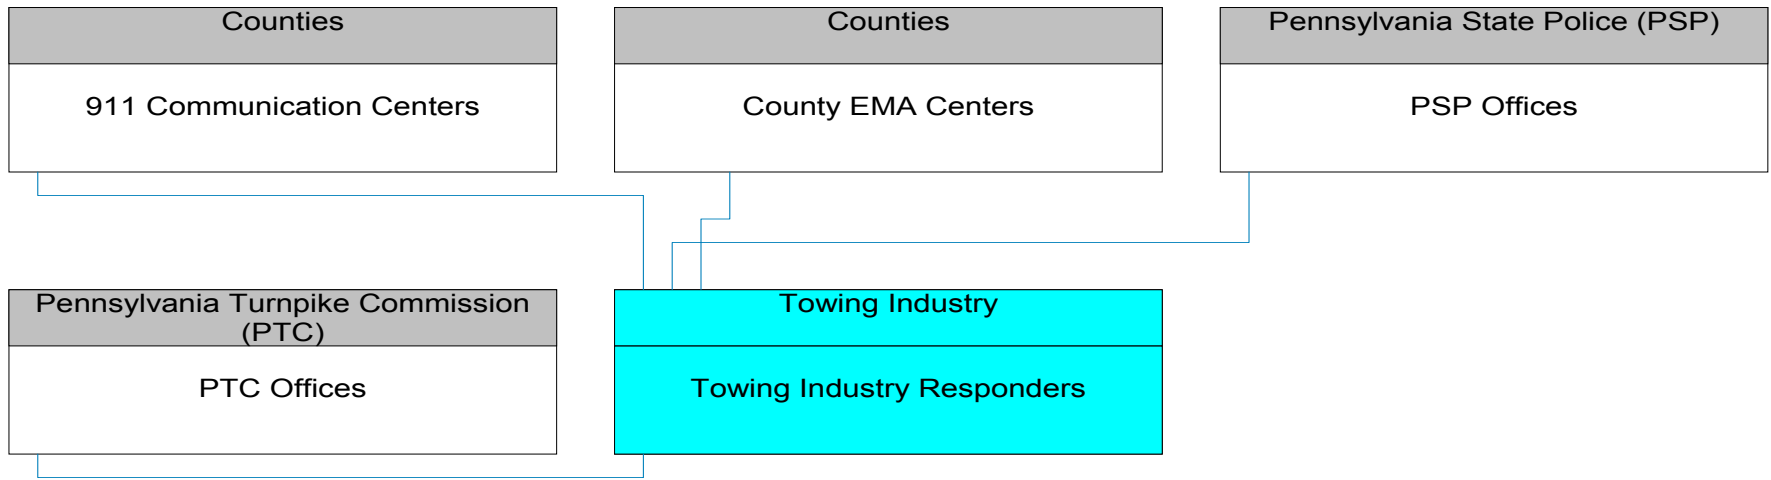 Counties
911 Communication Centers
Counties
County EMA Centers
Pennsylvania State Police (PSP)
PSP Offices
Pennsylvania Turnpike Commission
(PTC)
PTC Offices
Towing Industry
Towing Industry Responders